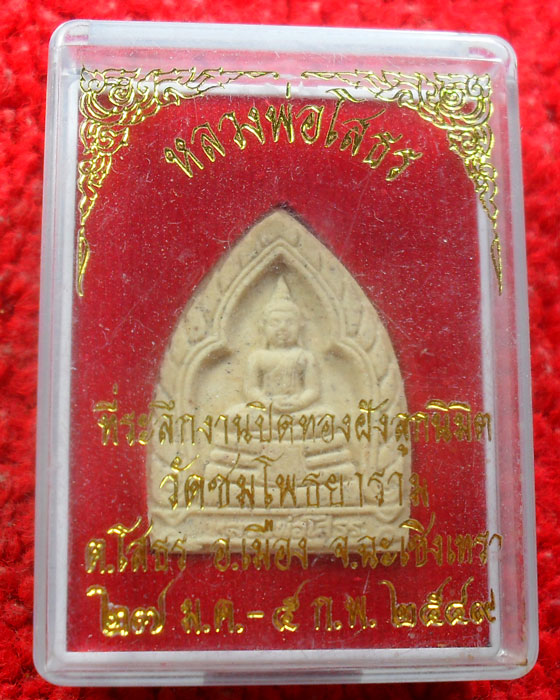 หลวงพ่อโสธร
ที่ระลึกงานปิดทองฝังลูกนิมิต
วัดชมโพธยาราม
ต.โสธร อ.เมือง จ.ฉะเชิงเทรา
๒๗ ม.ค. - ๕ ก.พ. ๒๕๔๙